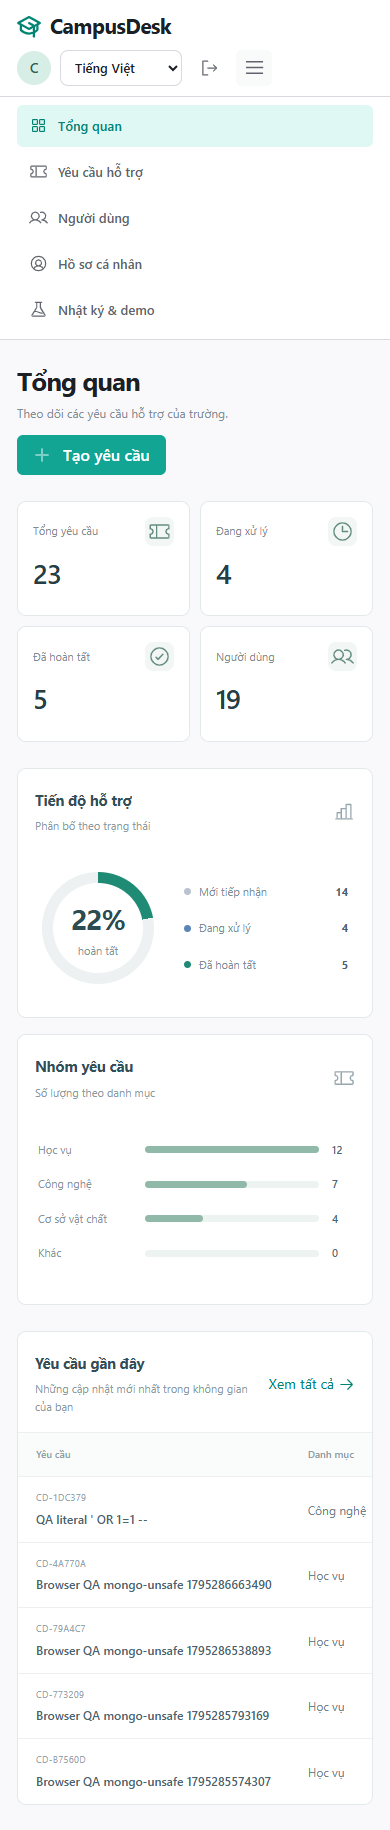 CampusDesk
C
Tiếng Việt
Tổng quan
Yêu cầu hỗ trợ
Người dùng
Hồ sơ cá nhân
Nhật ký & demo
Tổng quan
Theo dõi các yêu cầu hỗ trợ của trường.
Tạo yêu cầu
Tổng yêu cầu
23
Đang xử lý
4
Đã hoàn tất
5
Người dùng
19
Tiến độ hỗ trợ
Phân bổ theo trạng thái
22%
hoàn tất
Mới tiếp nhận 14
Đang xử lý 4
Đã hoàn tất 5
Nhóm yêu cầu
Số lượng theo danh mục
Học vụ 12
Công nghệ 7
Cơ sở vật chất 4
Khác 0
Yêu cầu gần đây
Những cập nhật mới nhất trong không gian
của bạn
Xem tất cả →
Yêu cầu Danh mục
CD-1DC379
QA literal ' OR 1=1 --
Công nghệ
CD-4A770A
Browser QA mongo-unsafe 1795286663490
Học vụ
CD-79A4C7
Browser QA mongo-unsafe 1795286538893
Học vụ
CD-773209
Browser QA mongo-unsafe 1795285793169
Học vụ
CD-B7560D
Browser QA mongo-unsafe 1795285574307
Học vụ